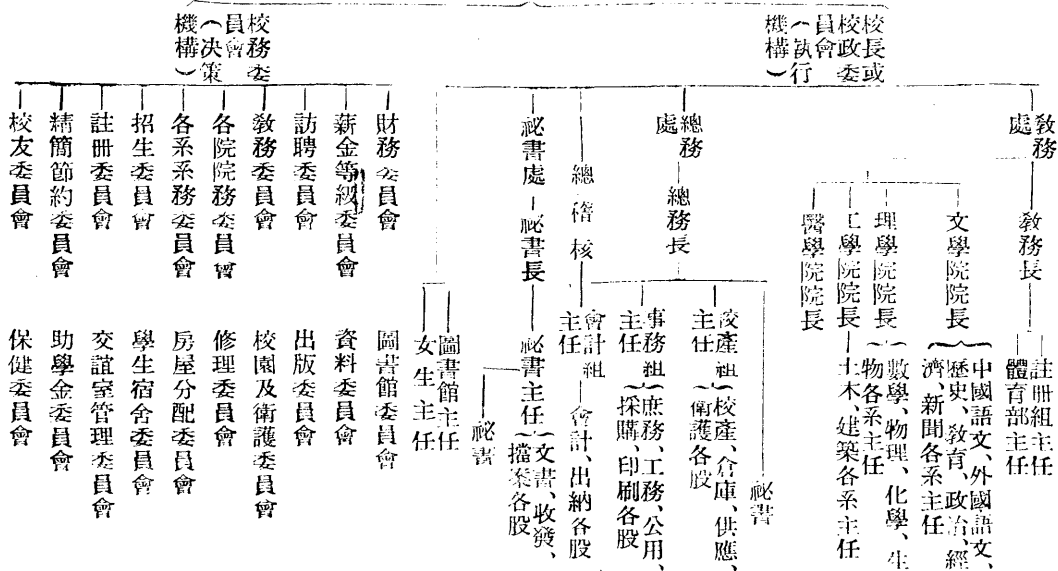 校長或
校政委
員會
︵執行
機構︶
敎務
處
敎務長
註冊組主任
體育部主任
文學院院長
中國語文、外國語文、
歷史、敎育、政治、經
濟、新聞各系主任
理學院院長
數學、物理、化學、生
物各系主任
工學院院長
土木、建築各系主任
醫學院院長
總務
處
總務長
祕書
校產組
主任
校產、倉庫、供應、
衛護各股
事務組
主任
庶務、工務、公用、
採購、印刷各股
總稽核
會計組
主任
會計、出納各股
祕書處
祕書長
祕書主任
文書、收發、
擋案各股
祕書
圖書館主任
女生主任
校務委
員會
︵決策
機構︶
財務委員會
薪金等級委員會
訪聘委員會
敎務委員會
各院院務委員會
各系系務委員會
招生委員會
註冊委員會
精簡節約委員會
校友委員會
圖書館委員會
資料委員會
出版委員會
校園及衛護委員會
修理委員會
房屋分配委員會
學生宿舍委員會
交誼室管理委員會
助學金委員會
保健委員會